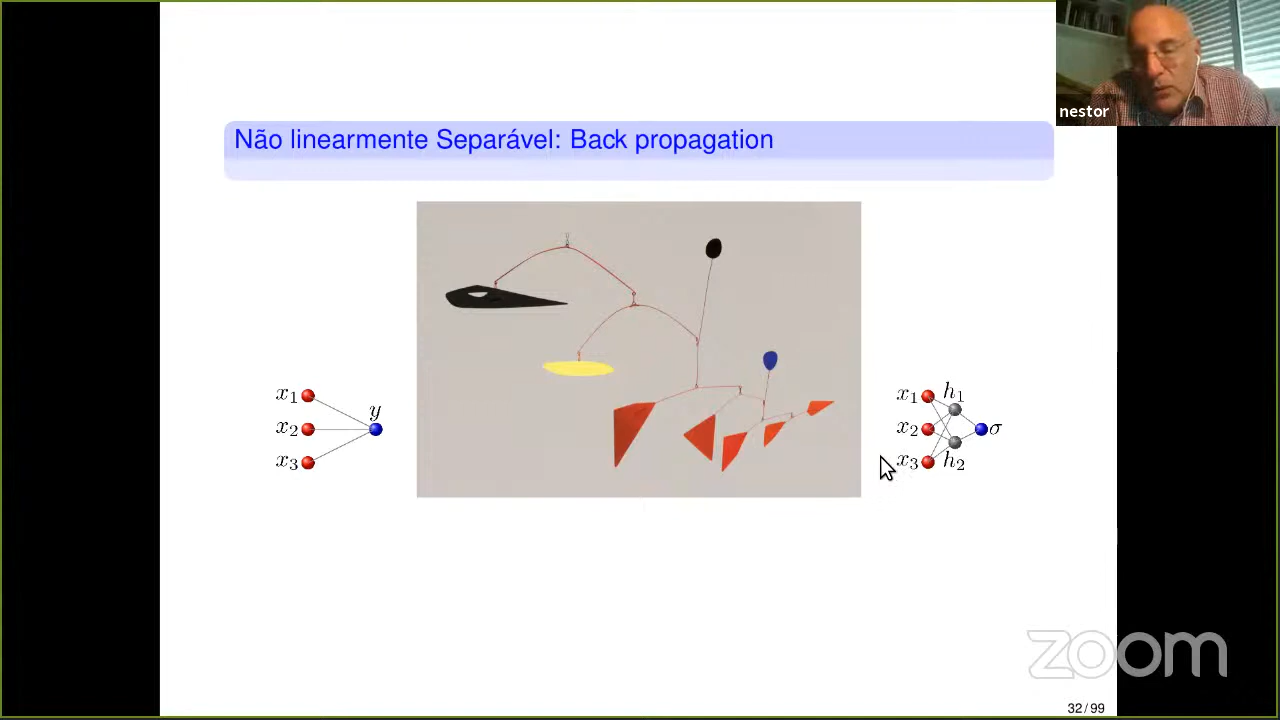 nestor
Não linearmente Separável: Back propagation
x1
x2
x3
y
x1
x2
x3
h1
h2
σ
zoom
32 / 99